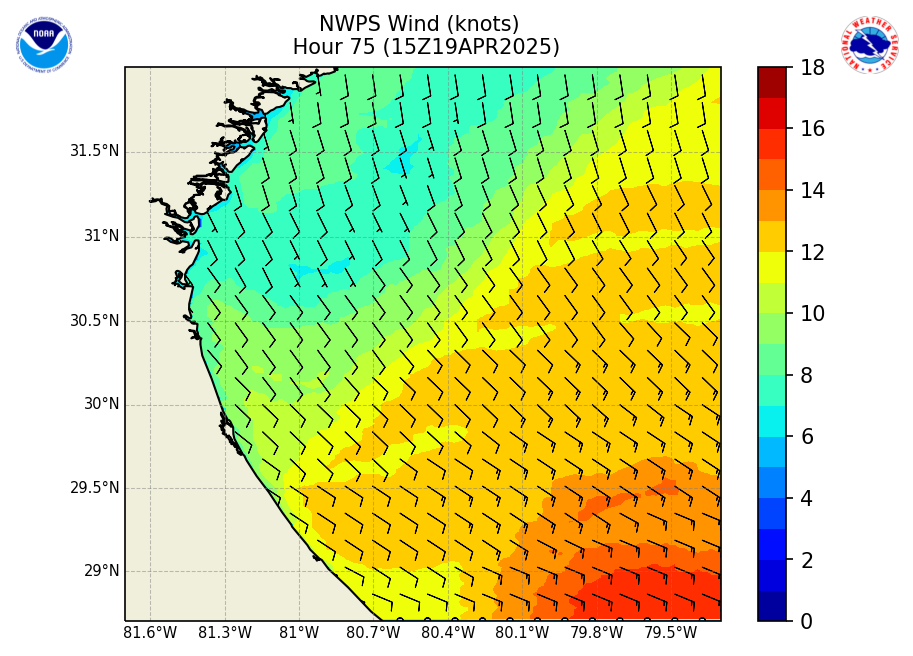 NWPS Wind (knots)
Hour 75 (15Z19APR2025)
NOAA
NATIONAL WEATHER SERVICE
18
16
14
12
10
8
6
4
2
0
31.5°N
31°N
30.5°N
30°N
29.5°N
29°N
81.6°W 81.3°W 81°W 80.7°W 80.4°W 80.1°W 79.8°W 79.5°W